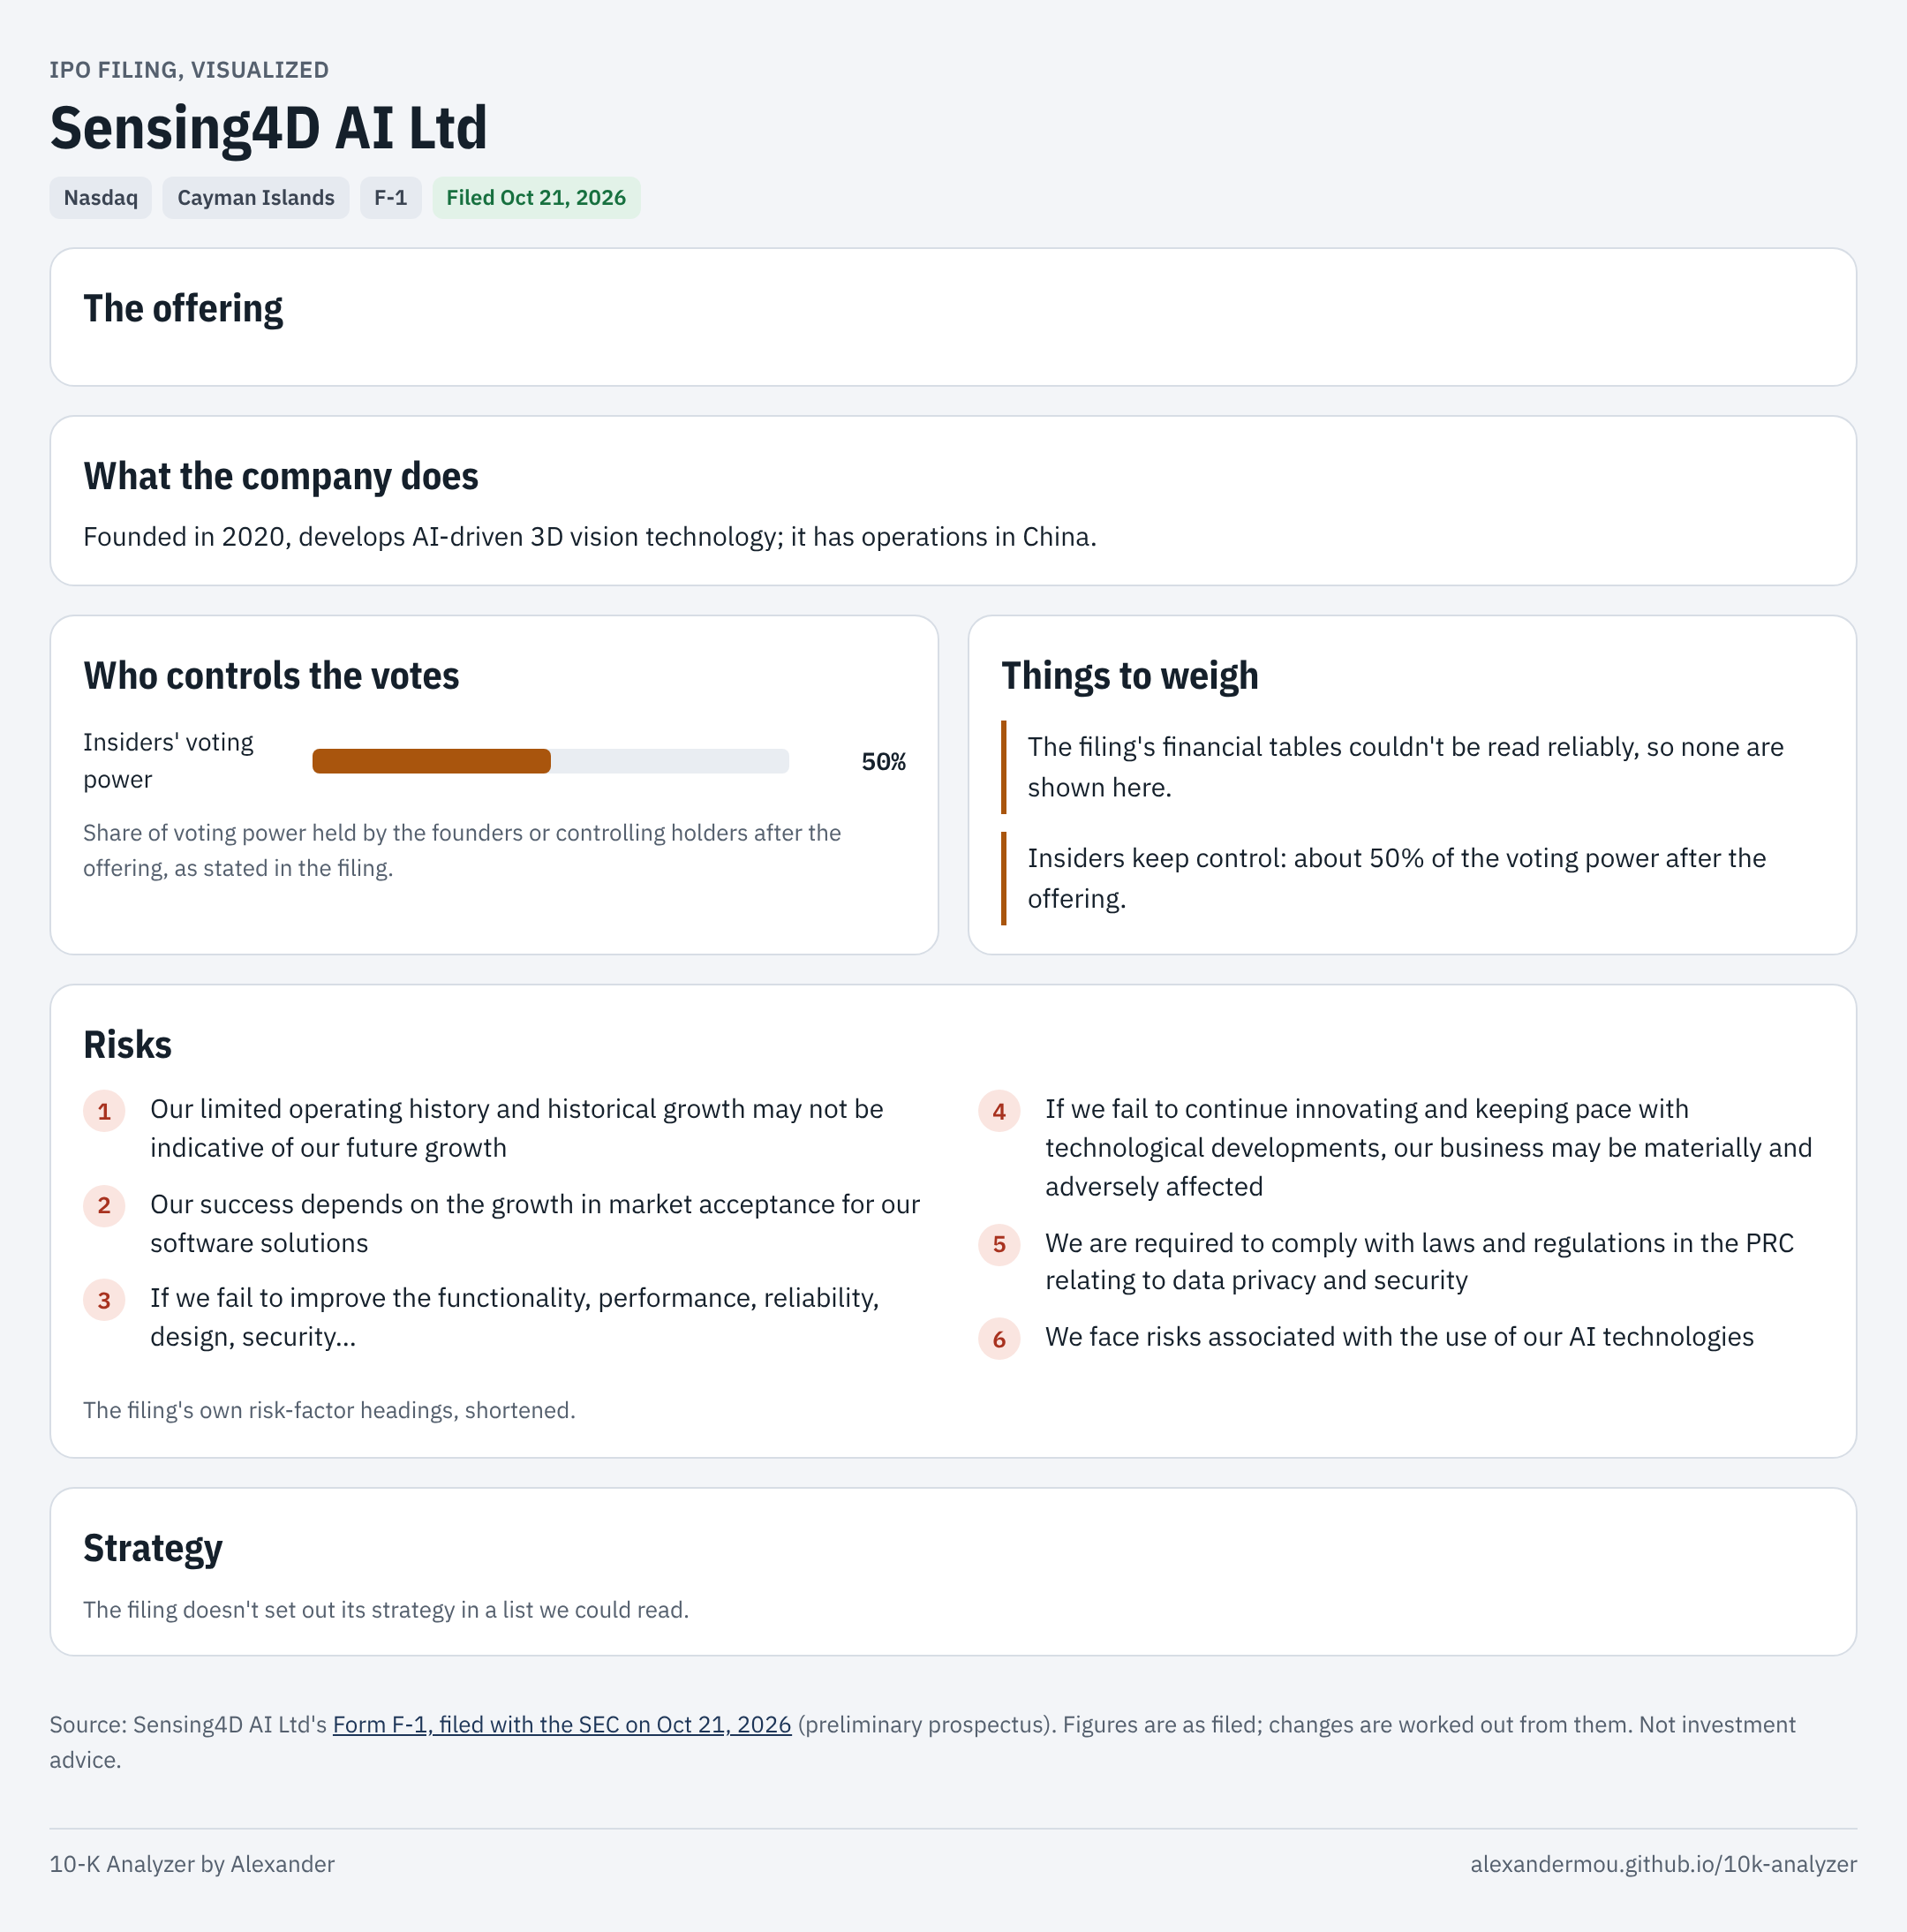 IPO FILING, VISUALIZED
Sensing4D AI Ltd
Nasdaq Cayman Islands F-1 Filed Oct 21, 2026
The offering
What the company does
Founded in 2020, develops AI-driven 3D vision technology; it has operations in China.
Who controls the votes
Insiders' voting
power
50%
Share of voting power held by the founders or controlling holders after the
offering, as stated in the filing.
Things to weigh
The filing's financial tables couldn't be read reliably, so none are
shown here.
Insiders keep control: about 50% of the voting power after the
offering.
Risks
1 Our limited operating history and historical growth may not be
indicative of our future growth
2 Our success depends on the growth in market acceptance for our
software solutions
3 If we fail to improve the functionality, performance, reliability,
design, security...
4 If we fail to continue innovating and keeping pace with
technological developments, our business may be materially and
adversely affected
5 We are required to comply with laws and regulations in the PRC
relating to data privacy and security
6 We face risks associated with the use of our AI technologies
The filing's own risk-factor headings, shortened.
Strategy
The filing doesn't set out its strategy in a list we could read.
Source: Sensing4D AI Ltd's Form F-1, filed with the SEC on Oct 21, 2026 (preliminary prospectus). Figures are as filed; changes are worked out from them. Not investment
advice.
10-K Analyzer by Alexander
alexandermou.github.io/10k-analyzer